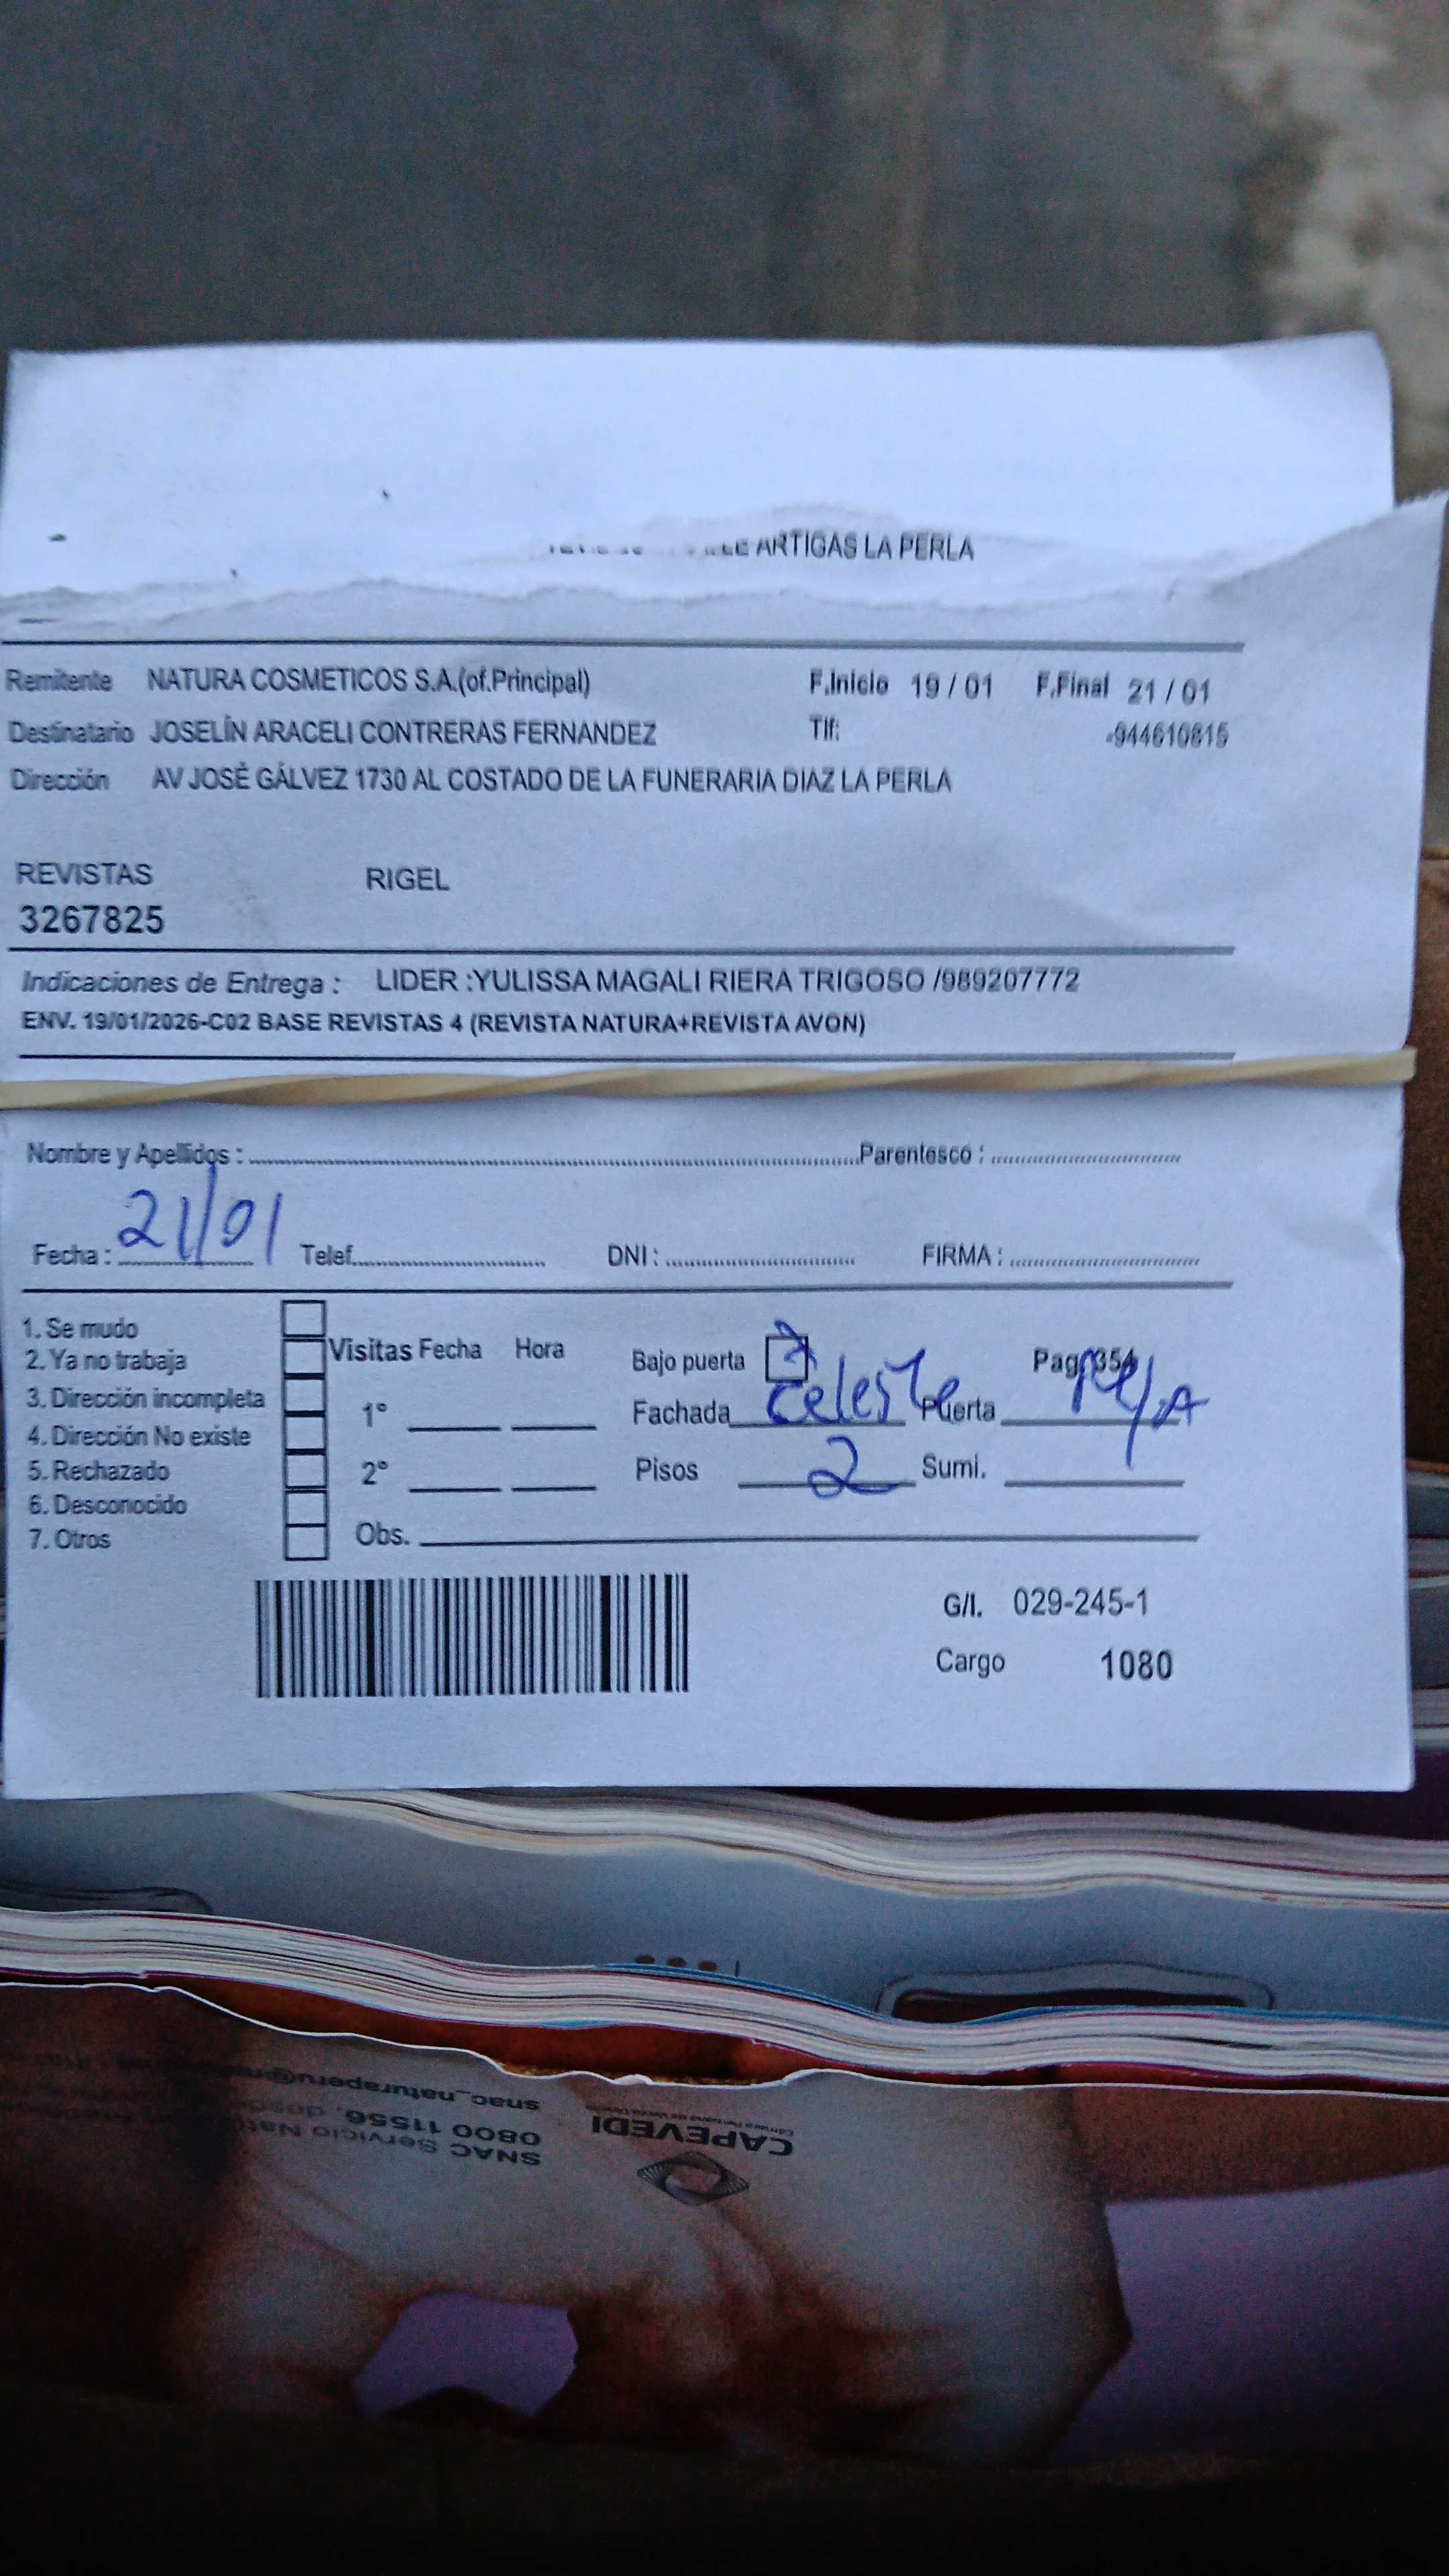 ARTIGAS LA PERLA
Remitente NATURA COSMETICOS S.A.(of.Principal) F.Inicio 19 / 01 F.Final 21 / 01
Destinatario JOSELÍN ARACELI CONTRERAS FERNANDEZ Tlf: -944610815
Dirección AV JOSÉ GÁLVEZ 1730 AL COSTADO DE LA FUNERARIA DIAZ LA PERLA
REVISTAS RIGEL
3267825
Indicaciones de Entrega : LIDER :YULISSA MAGALI RIERA TRIGOSO /989207772
ENV. 19/01/2026-C02 BASE REVISTAS 4 (REVISTA NATURA+REVISTA AVON)
Nombre y Apellidos : Parentesco :
Fecha : 21/01 Telef. DNI : FIRMA :
1. Se mudo
2. Ya no trabaja
3. Dirección incompleta
4. Dirección No existe
5. Rechazado
6. Desconocido
7. Otros
Visitas Fecha Hora
1°
2°
Obs.
Bajo puerta Pag 354
Fachada celeste Puerta
Pisos 2 Sumi.
G/I. 029-245-1
Cargo 1080
CAPEVEDI
SNAC Servicio
0800 11556,